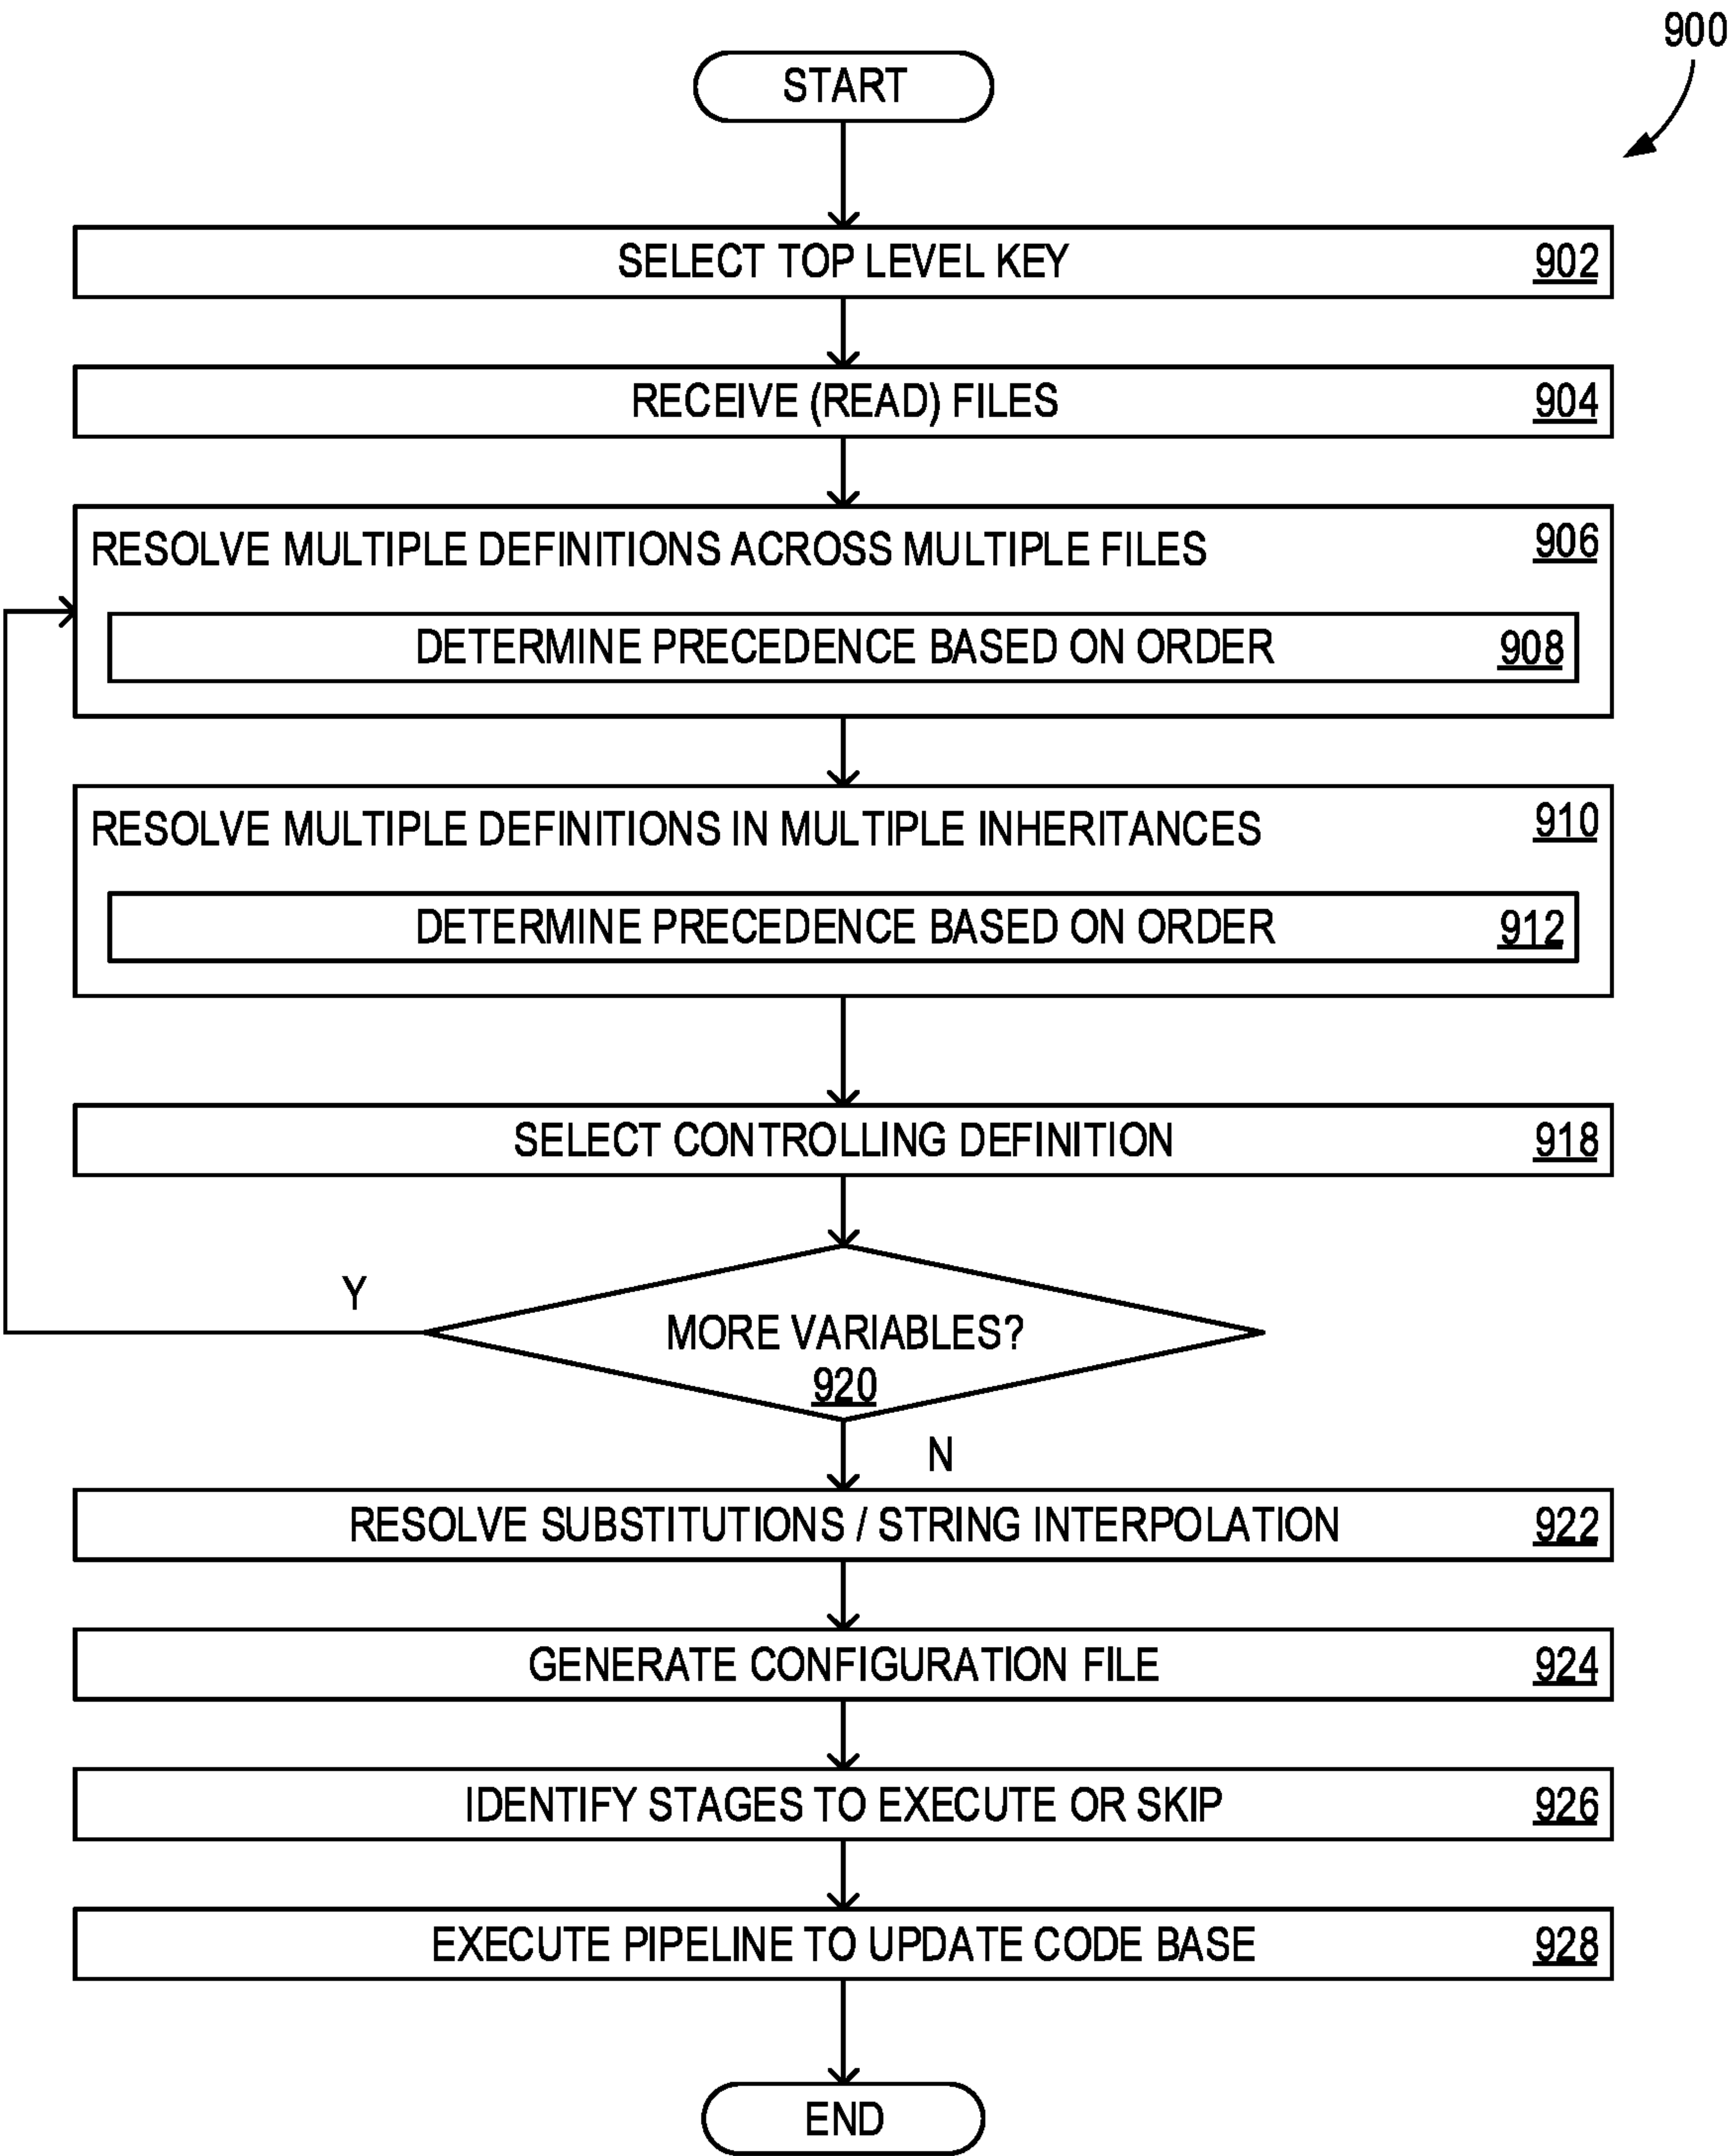 900
START
SELECT TOP LEVEL KEY 902
RECEIVE (READ) FILES 904
RESOLVE MULTIPLE DEFINITIONS ACROSS MULTIPLE FILES 906
DETERMINE PRECEDENCE BASED ON ORDER 908
RESOLVE MULTIPLE DEFINITIONS IN MULTIPLE INHERITANCES 910
DETERMINE PRECEDENCE BASED ON ORDER 912
SELECT CONTROLLING DEFINITION 918
Y
MORE VARIABLES?
920
N
RESOLVE SUBSTITUTIONS / STRING INTERPOLATION 922
GENERATE CONFIGURATION FILE 924
IDENTIFY STAGES TO EXECUTE OR SKIP 926
EXECUTE PIPELINE TO UPDATE CODE BASE 928
END